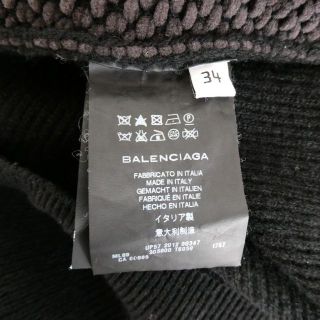 34
BALENCIAGA
FABBRICATO IN ITALIA
MADE IN ITALY
GEMACHT IN ITALIEN
FABRIQUÉ EN ITALIE
HECHO EN ITALIA
イタリア製
意大利制造